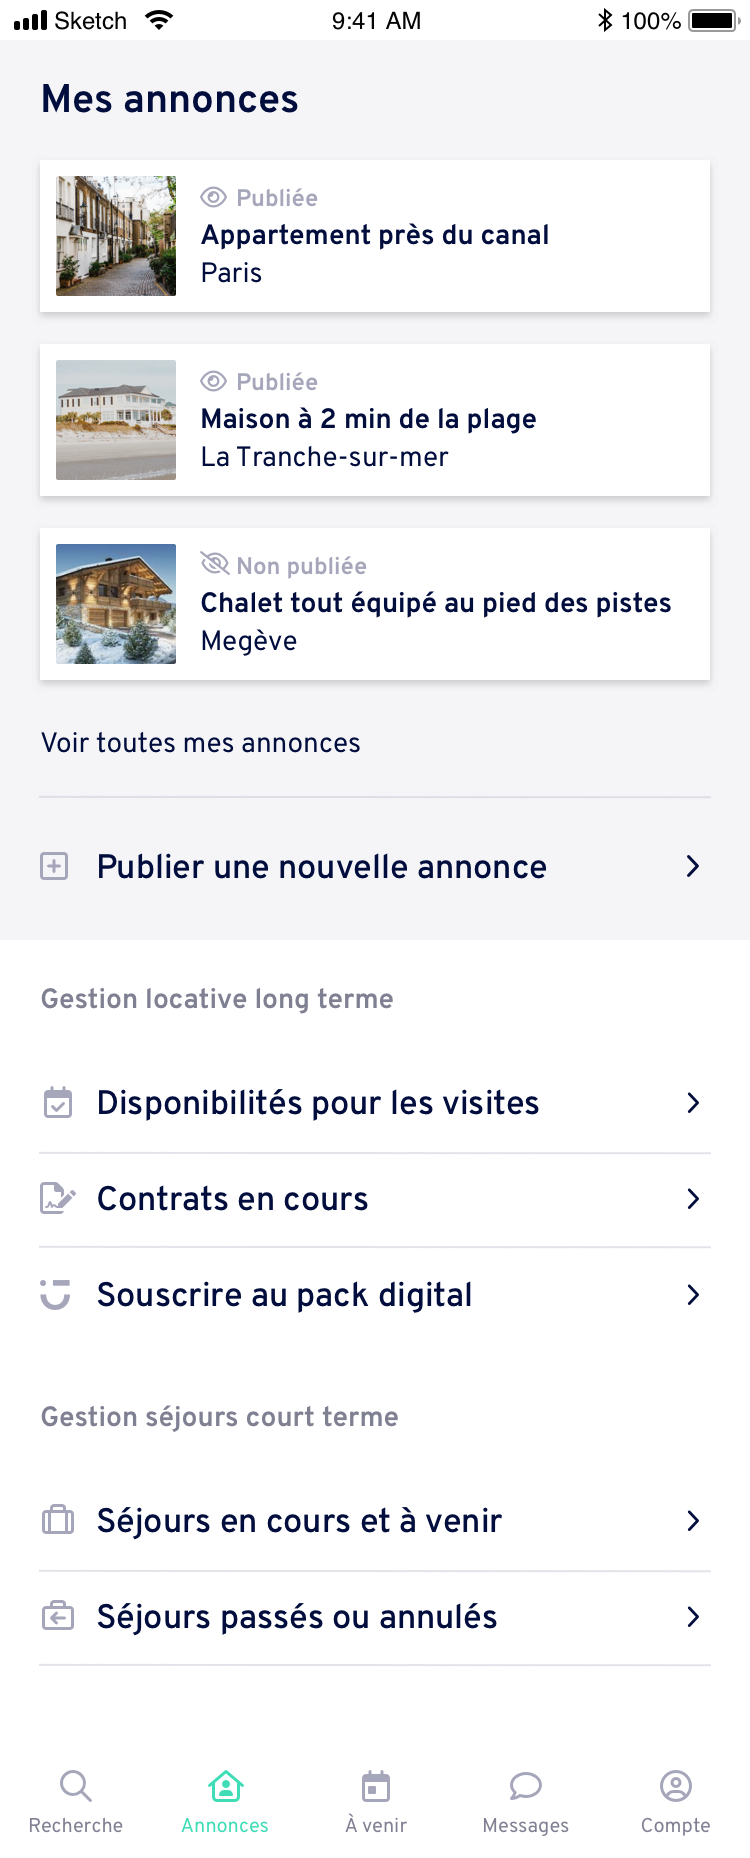 Sketch 9:41 AM 100%
Mes annonces
Publiée
Appartement près du canal
Paris
Publiée
Maison à 2 min de la plage
La Tranche-sur-mer
Non publiée
Chalet tout équipé au pied des pistes
Megève
Voir toutes mes annonces
Publier une nouvelle annonce
Gestion locative long terme
Disponibilités pour les visites
Contrats en cours
Souscrire au pack digital
Gestion séjours court terme
Séjours en cours et à venir
Séjours passés ou annulés
Recherche Annonces À venir Messages Compte